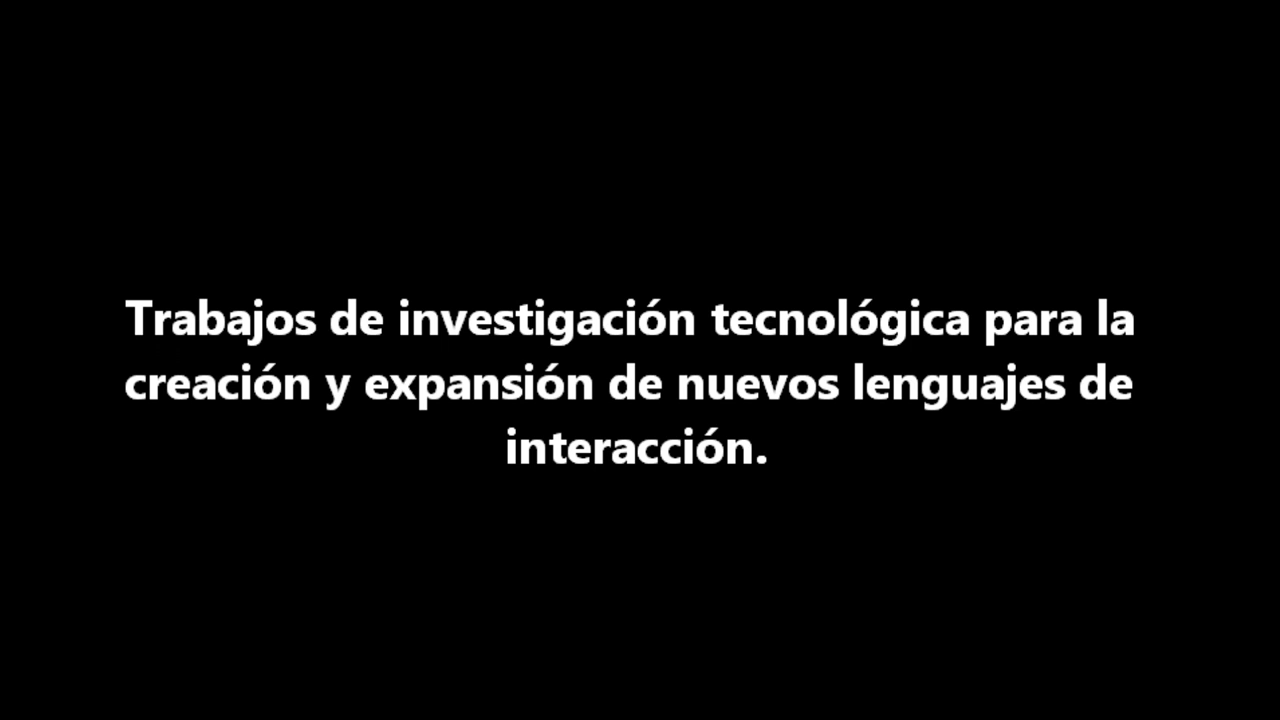 Trabajos de investigación tecnológica para la
creación y expansión de nuevos lenguajes de
interacción.